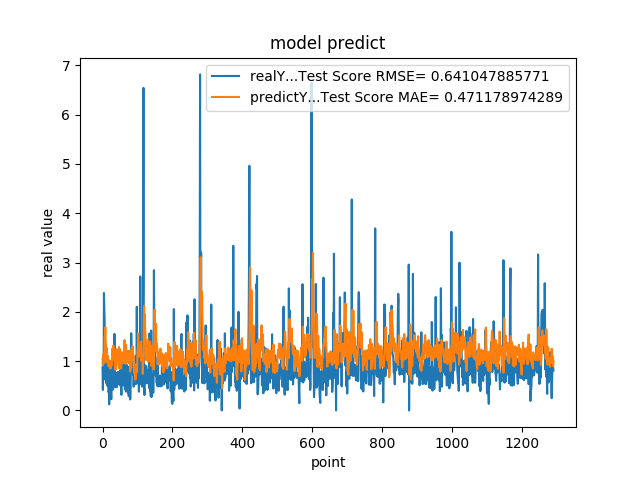 model predict
realY...Test Score RMSE= 0.641047885771
predictY...Test Score MAE= 0.471178974289
7
6
5
4
3
2
1
0
real value
0 200 400 600 800 1000 1200
point